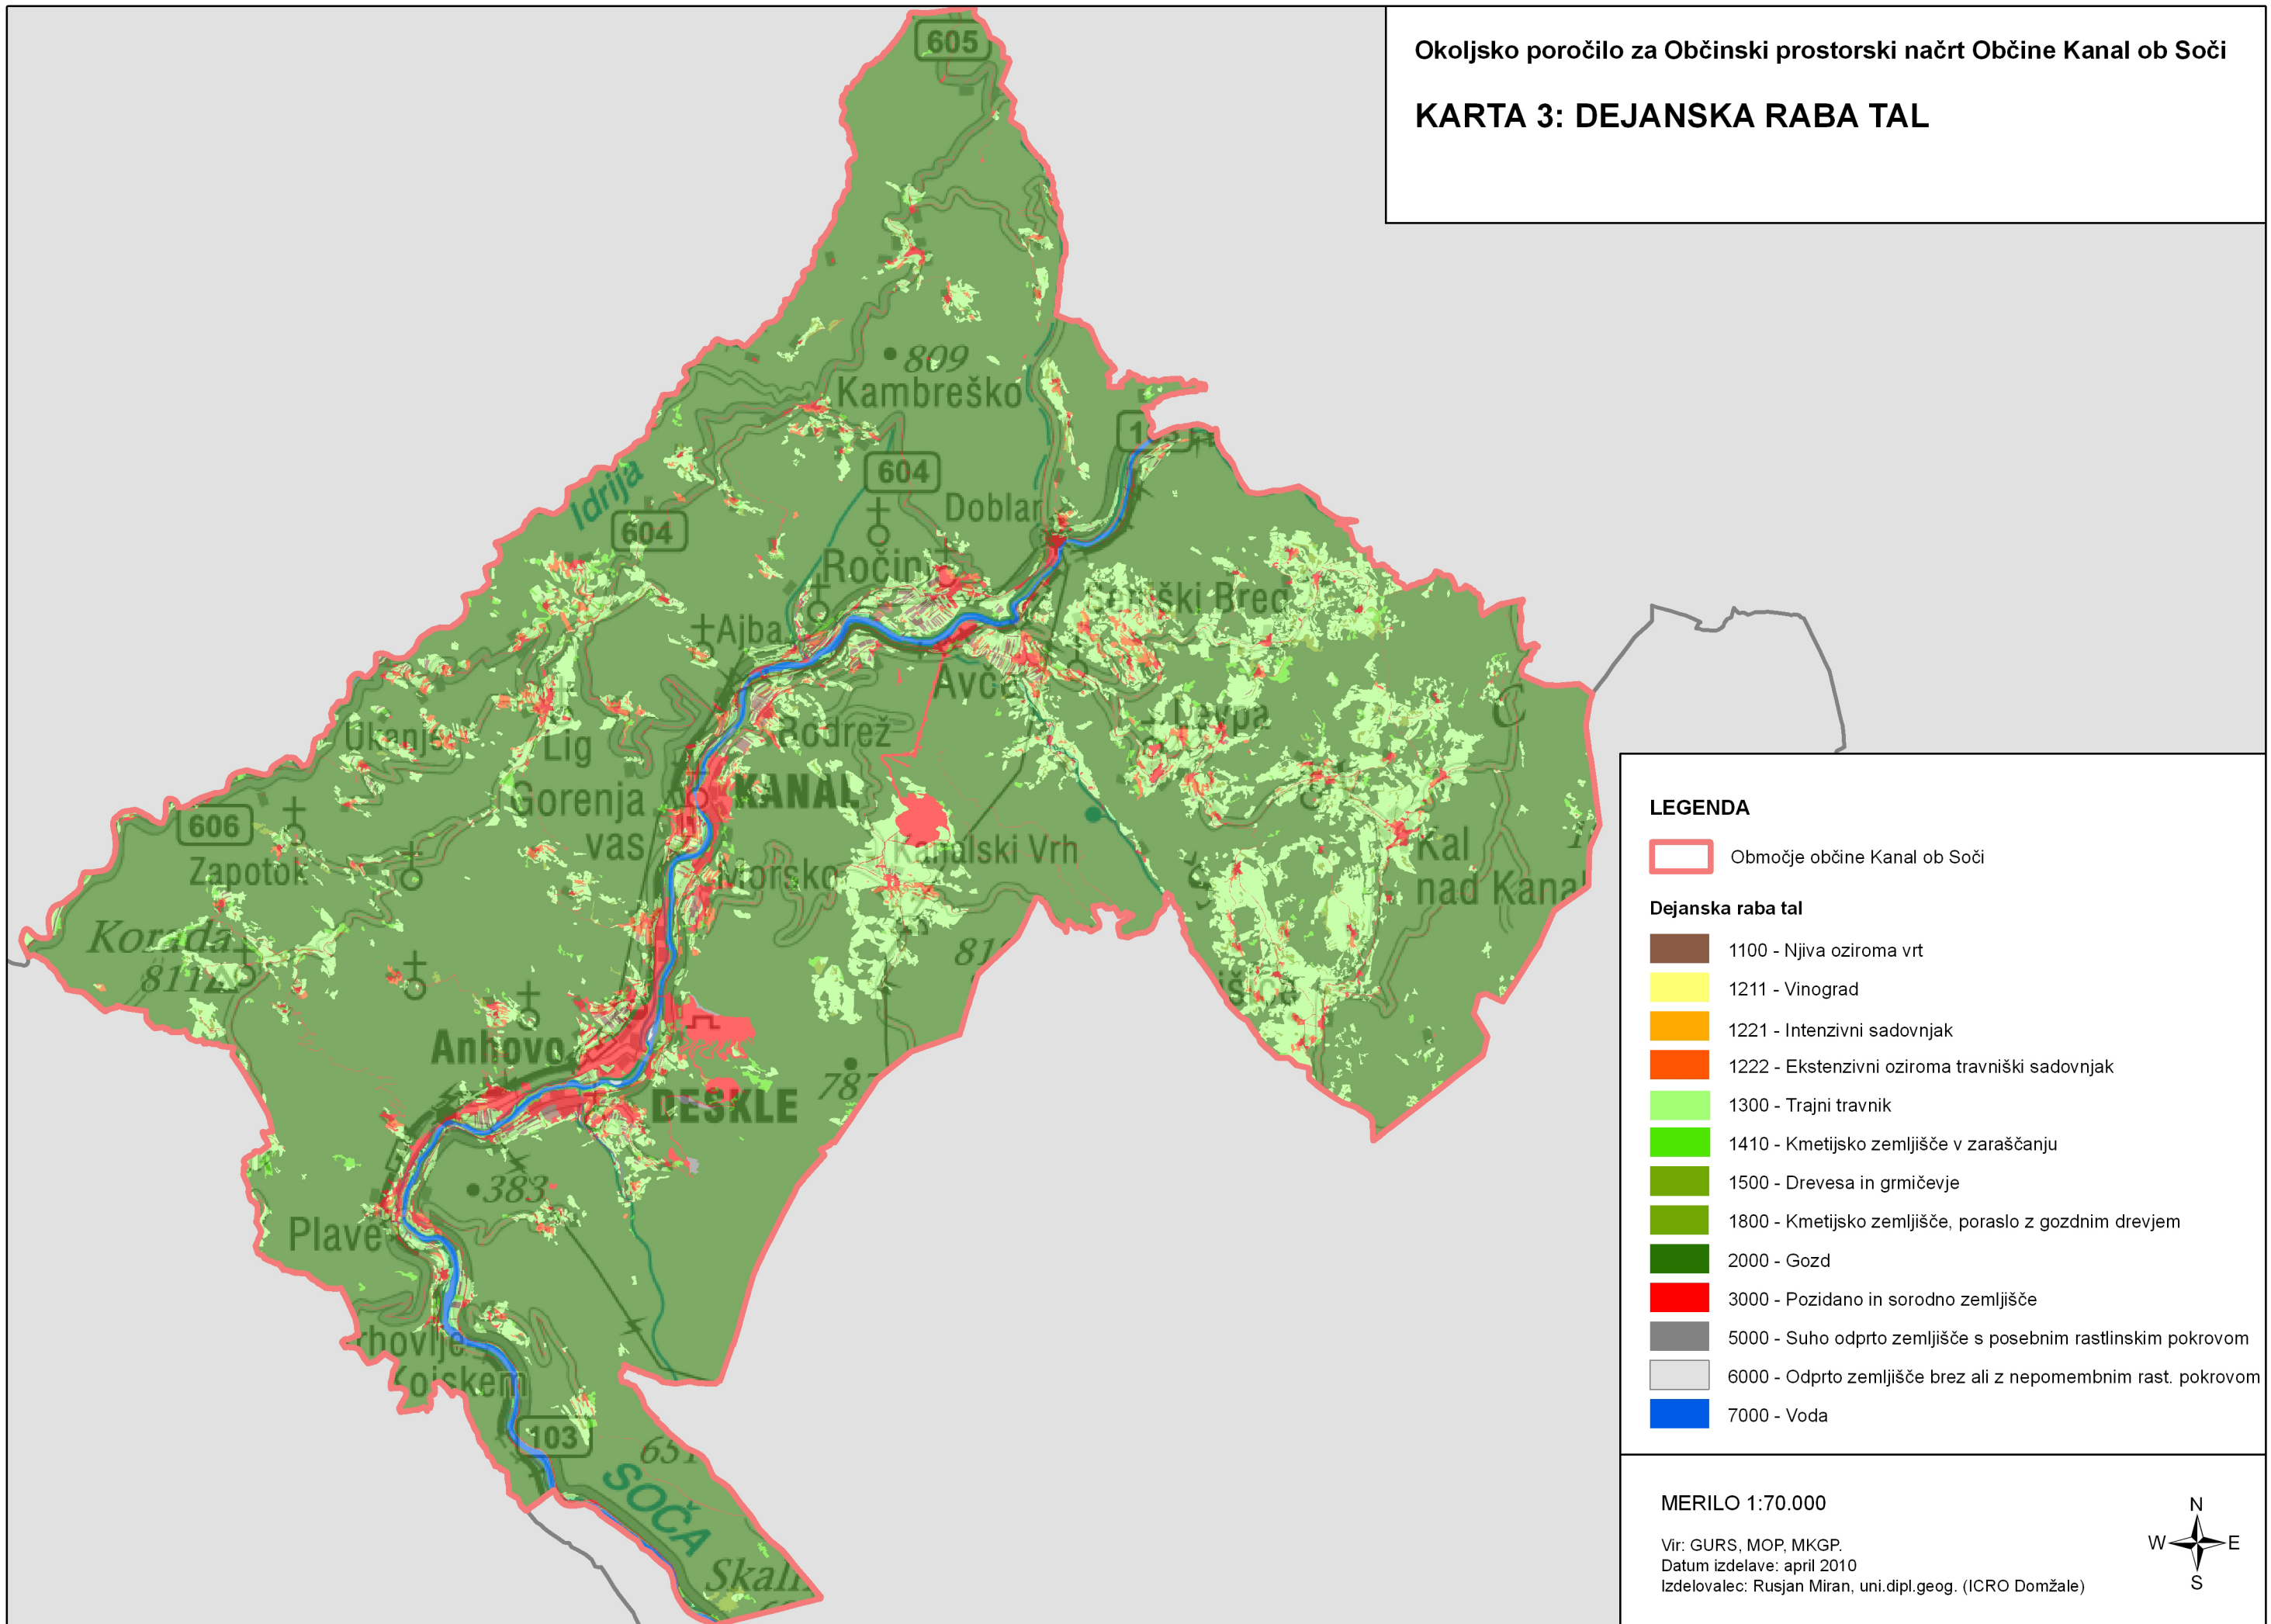 Okoljsko poročilo za Občinski prostorski načrt Občine Kanal ob Soči
KARTA 3: DEJANSKA RABA TAL
605
809
Kambreško
604
Idrija
604
Doblar
Ročinj
Ajba
Avče
Ukanje
Lig
Rodrež
Gorenja
vas
KANAL
606
Zapotok
Morsko
Kanalski Vrh
Kal
nad Kanal
Korada
811
Anhovo
DESKLE
383
Plave
103
651
SOČA
LEGENDA
Območje občine Kanal ob Soči
Dejanska raba tal
1100 - Njiva oziroma vrt
1211 - Vinograd
1221 - Intenzivni sadovnjak
1222 - Ekstenzivni oziroma travniški sadovnjak
1300 - Trajni travnik
1410 - Kmetijsko zemljišče v zaraščanju
1500 - Drevesa in grmičevje
1800 - Kmetijsko zemljišče, poraslo z gozdnim drevjem
2000 - Gozd
3000 - Pozidano in sorodno zemljišče
5000 - Suho odprto zemljišče s posebnim rastlinskim pokrovom
6000 - Odprto zemljišče brez ali z nepomembnim rast. pokrovom
7000 - Voda
MERILO 1:70.000
Vir: GURS, MOP, MKGP.
Datum izdelave: april 2010
Izdelovalec: Rusjan Miran, uni.dipl.geog. (ICRO Domžale)
N
W E
S